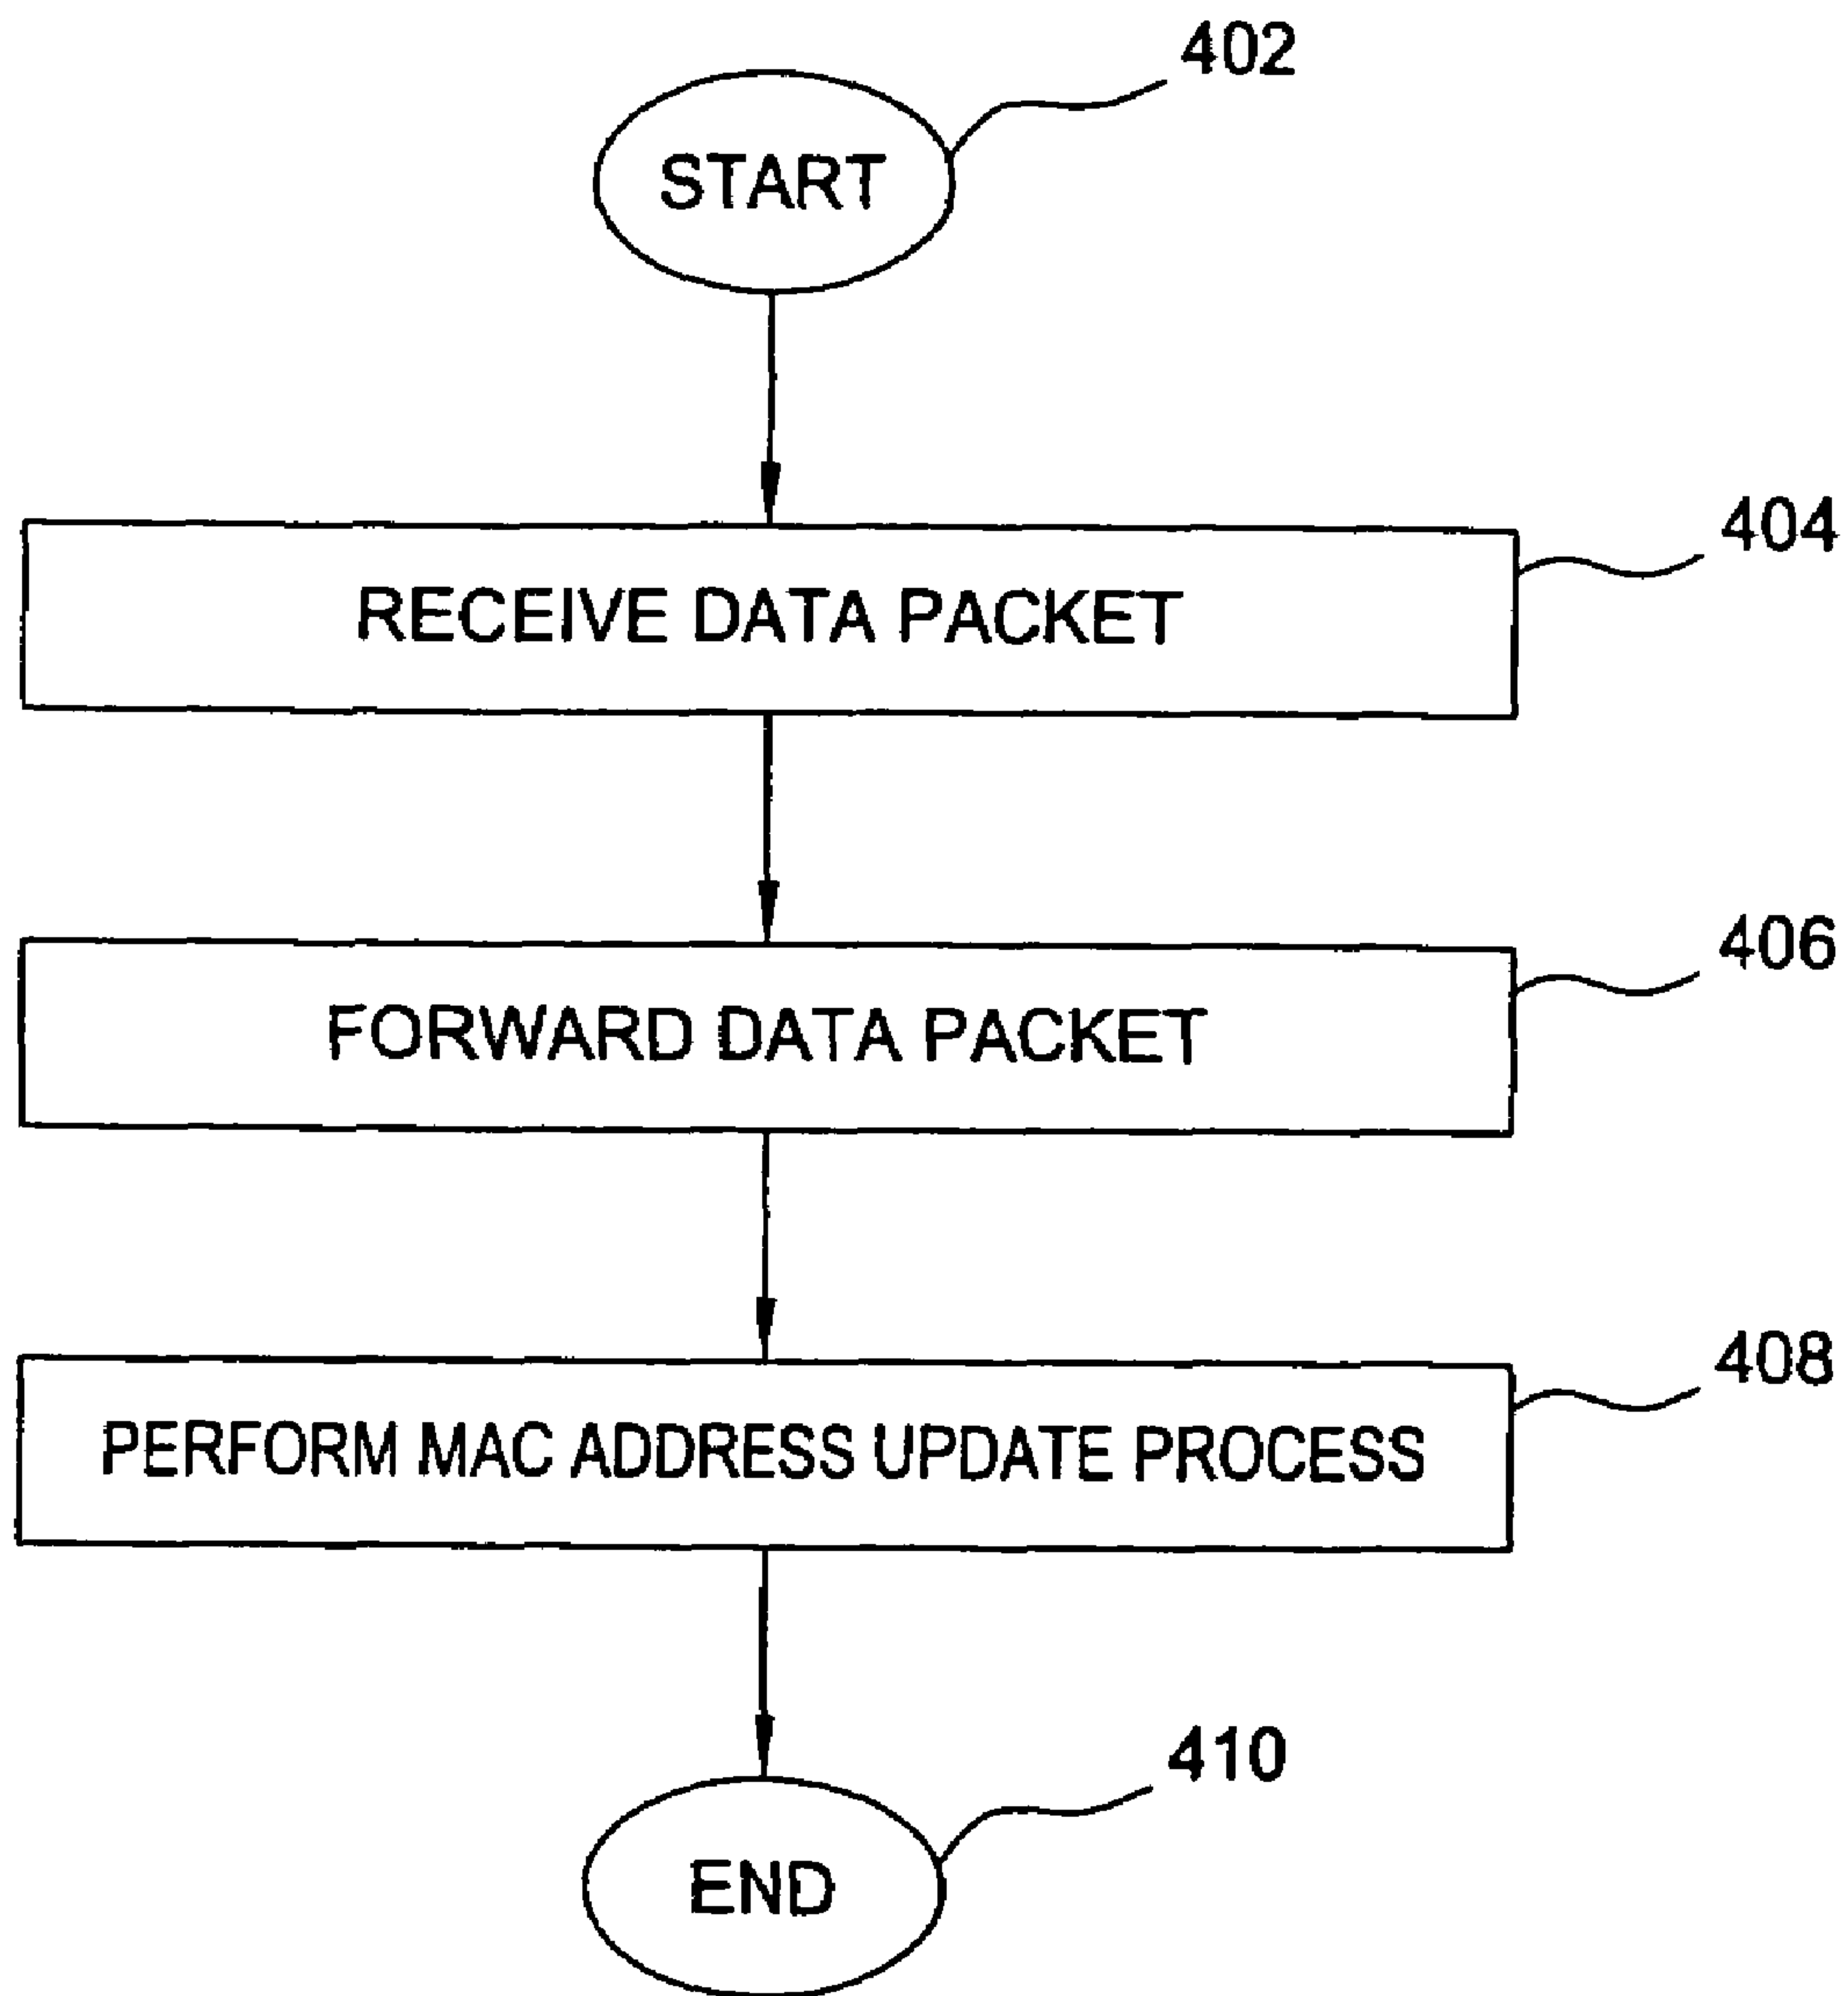 402
START
404
RECEIVE DATA PACKET
406
FORWARD DATA PACKET
408
PERFORM MAC ADDRESS UPDATE PROCESS
410
END